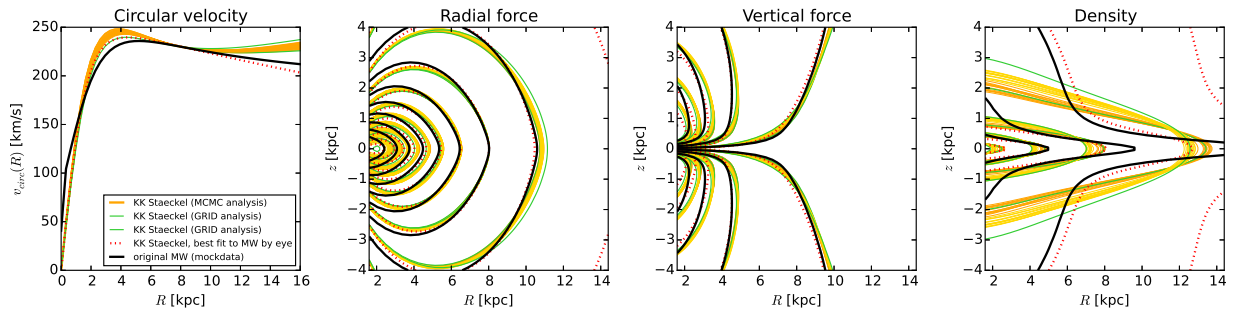 Circular velocity
Radial force
Vertical force
Density
250
200
150
100
50
0
v_circ(R) [km/s]
0 2 4 6 8 10 12 14 16
R [kpc]
KK Staeckel (MCMC analysis)
KK Staeckel (GRID analysis)
KK Staeckel (GRID analysis)
KK Staeckel, best fit to MW by eye
original MW (mockdata)
4
3
2
1
0
−1
−2
−3
−4
z [kpc]
2 4 6 8 10 12 14
R [kpc]
4
3
2
1
0
−1
−2
−3
−4
z [kpc]
2 4 6 8 10 12 14
R [kpc]
4
3
2
1
0
−1
−2
−3
−4
z [kpc]
2 4 6 8 10 12 14
R [kpc]